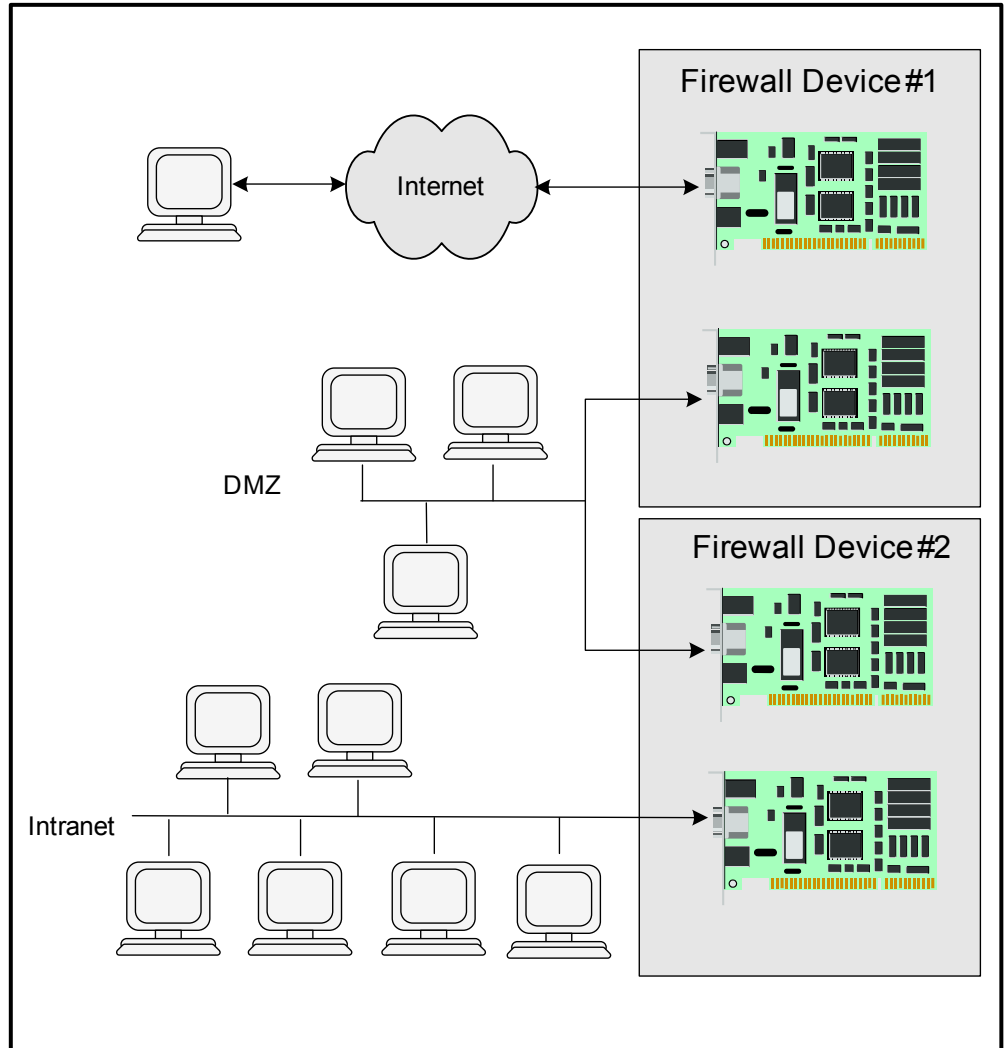 Firewall Device #1
Internet
DMZ
Firewall Device #2
Intranet